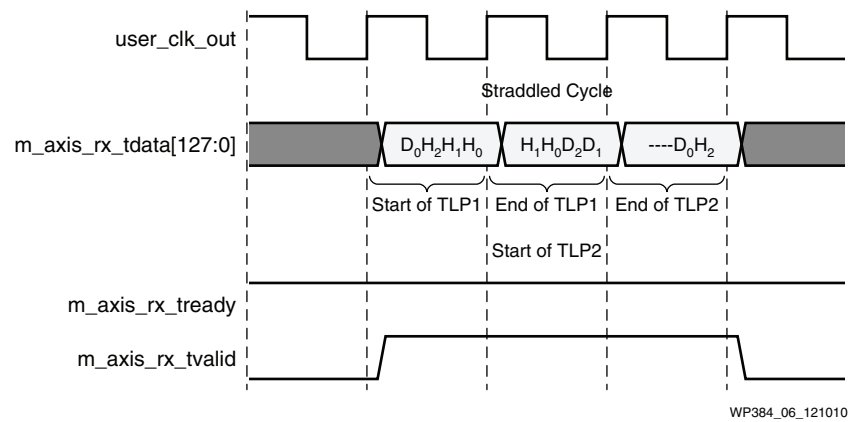 user_clk_out
Straddled Cycle
m_axis_rx_tdata[127:0]
D₀H₂H₁H₀
H₁H₀D₂D₁
----D₀H₂
Start of TLP1
End of TLP1
End of TLP2
Start of TLP2
m_axis_rx_tready
m_axis_rx_tvalid
WP384_06_121010